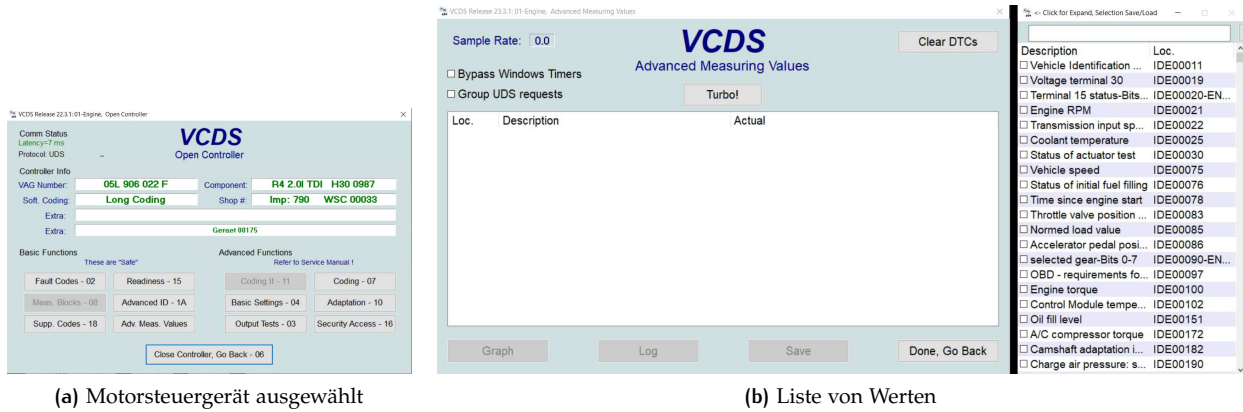 VCDS Release 22.3.1: 01-Engine, Open Controller
Comm Status
Latency=7 ms
Protocol: UDS
VCDS
Open Controller
Controller Info
VAG Number: 05L 906 022 F Component: R4 2.0l TDI H30 0987
Soft. Coding: Long Coding Shop #: Imp: 790 WSC 00033
Extra:
Extra: Geraet 00175
Basic Functions
These are "Safe"
Advanced Functions
Refer to Service Manual !
Fault Codes - 02 Readiness - 15 Coding II - 11 Coding - 07
Meas. Blocks - 08 Advanced ID - 1A Basic Settings - 04 Adaptation - 10
Supp. Codes - 18 Adv. Meas. Values Output Tests - 03 Security Access - 16
Close Controller, Go Back - 06
(a) Motorsteuergerät ausgewählt
VCDS Release 23.3.1: 01-Engine, Advanced Measuring Values
Sample Rate: 0.0
VCDS
Advanced Measuring Values
Clear DTCs
Bypass Windows Timers
Group UDS requests
Turbo!
Loc. Description Actual
Graph Log Save Done, Go Back
<- Click for Expand, Selection Save/Load
Description Loc.
Vehicle Identification ... IDE00011
Voltage terminal 30 IDE00019
Terminal 15 status-Bits... IDE00020-EN...
Engine RPM IDE00021
Transmission input sp... IDE00022
Coolant temperature IDE00025
Status of actuator test IDE00030
Vehicle speed IDE00075
Status of initial fuel filling IDE00076
Time since engine start IDE00078
Throttle valve position ... IDE00083
Normed load value IDE00085
Accelerator pedal posi... IDE00086
selected gear-Bits 0-7 IDE00090-EN...
OBD - requirements fo... IDE00097
Engine torque IDE00100
Control Module tempe... IDE00102
Oil fill level IDE00151
A/C compressor torque IDE00172
Camshaft adaptation i... IDE00182
Charge air pressure: s... IDE00190
(b) Liste von Werten